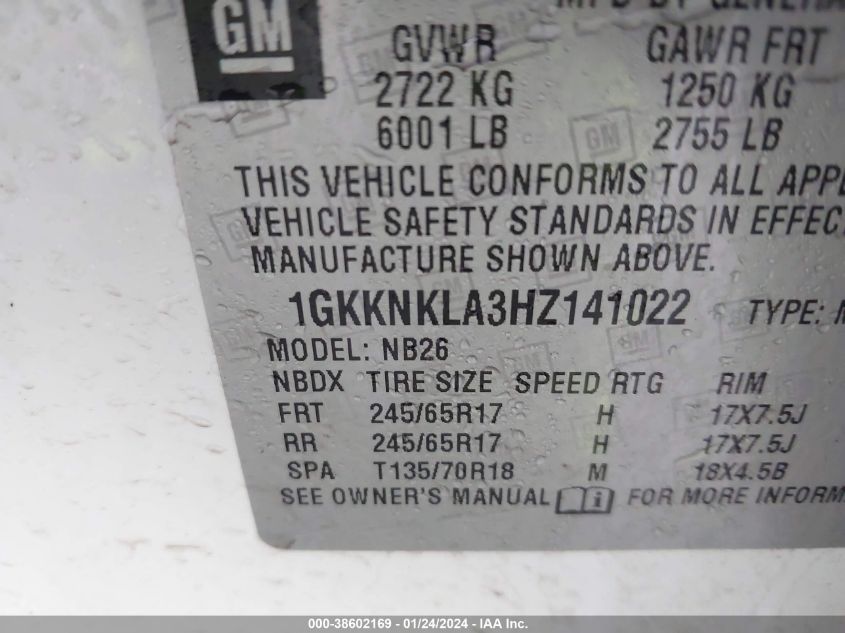 GM
MFD BY
GVWR GAWR FRT
2722 KG 1250 KG
6001 LB 2755 LB
THIS VEHICLE CONFORMS TO ALL APPL
VEHICLE SAFETY STANDARDS IN EFFEC
MANUFACTURE SHOWN ABOVE.
1GKKNKLA3HZ141022 TYPE: M
MODEL: NB26
NBDX TIRE SIZE SPEED RTG RIM
FRT 245/65R17 H 17X7.5J
RR 245/65R17 H 17X7.5J
SPA T135/70R18 M 18X4.5B
SEE OWNER'S MANUAL i FOR MORE INFORM
000-38602169 - 01/24/2024 - IAA Inc.